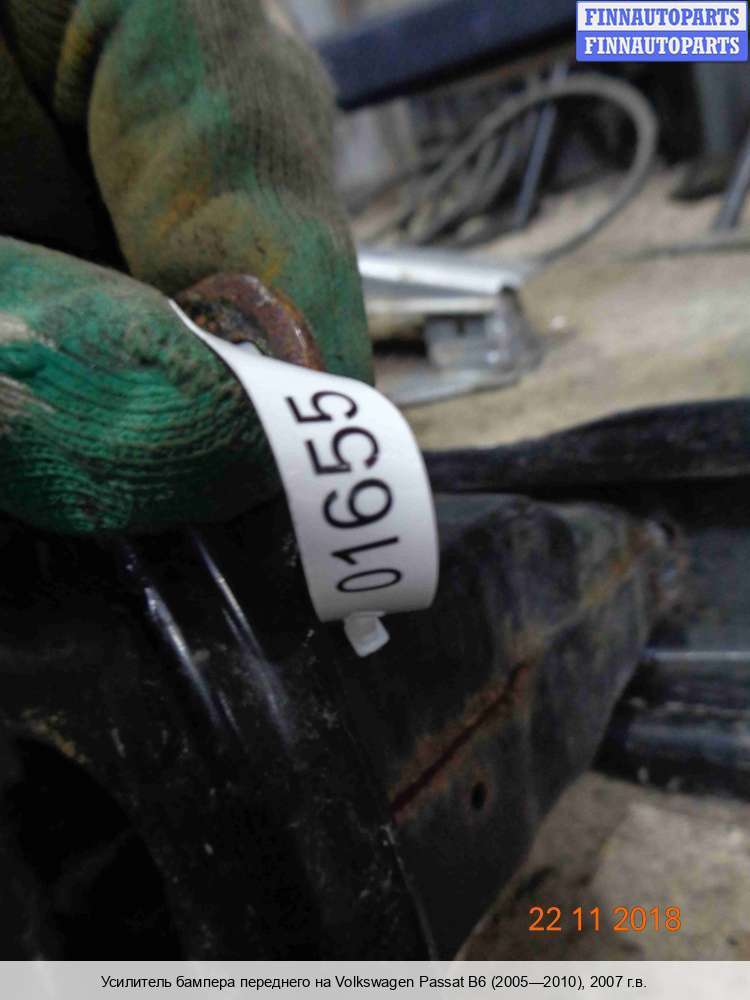 FINNAUTOPARTS
FINNAUTOPARTS
01655
22 11 2018
Усилитель бампера переднего на Volkswagen Passat B6 (2005—2010), 2007 г.в.